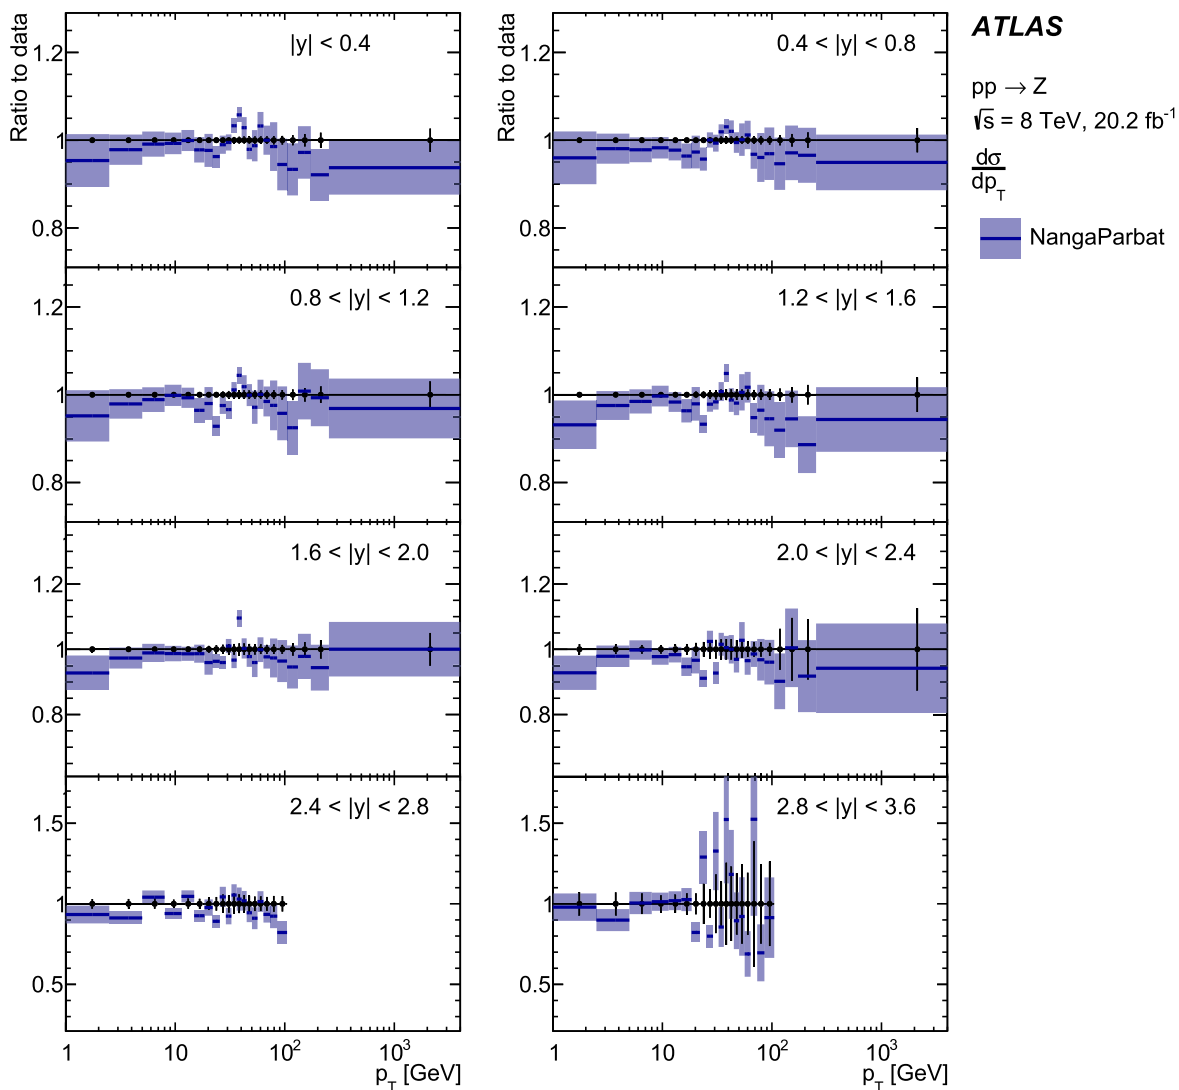 Ratio to data
|y| < 0.4
1.2
1
0.8
Ratio to data
0.4 < |y| < 0.8
1.2
1
0.8
ATLAS
pp → Z
√s = 8 TeV, 20.2 fb⁻¹
dσ
dp_T
NangaParbat
0.8 < |y| < 1.2
1.2
1
0.8
1.2 < |y| < 1.6
1.2
1
0.8
1.6 < |y| < 2.0
1.2
1
0.8
2.0 < |y| < 2.4
1.2
1
0.8
2.4 < |y| < 2.8
1.5
1
0.5
2.8 < |y| < 3.6
1.5
1
0.5
1 10 10² 10³
p_T [GeV]
1 10 10² 10³
p_T [GeV]